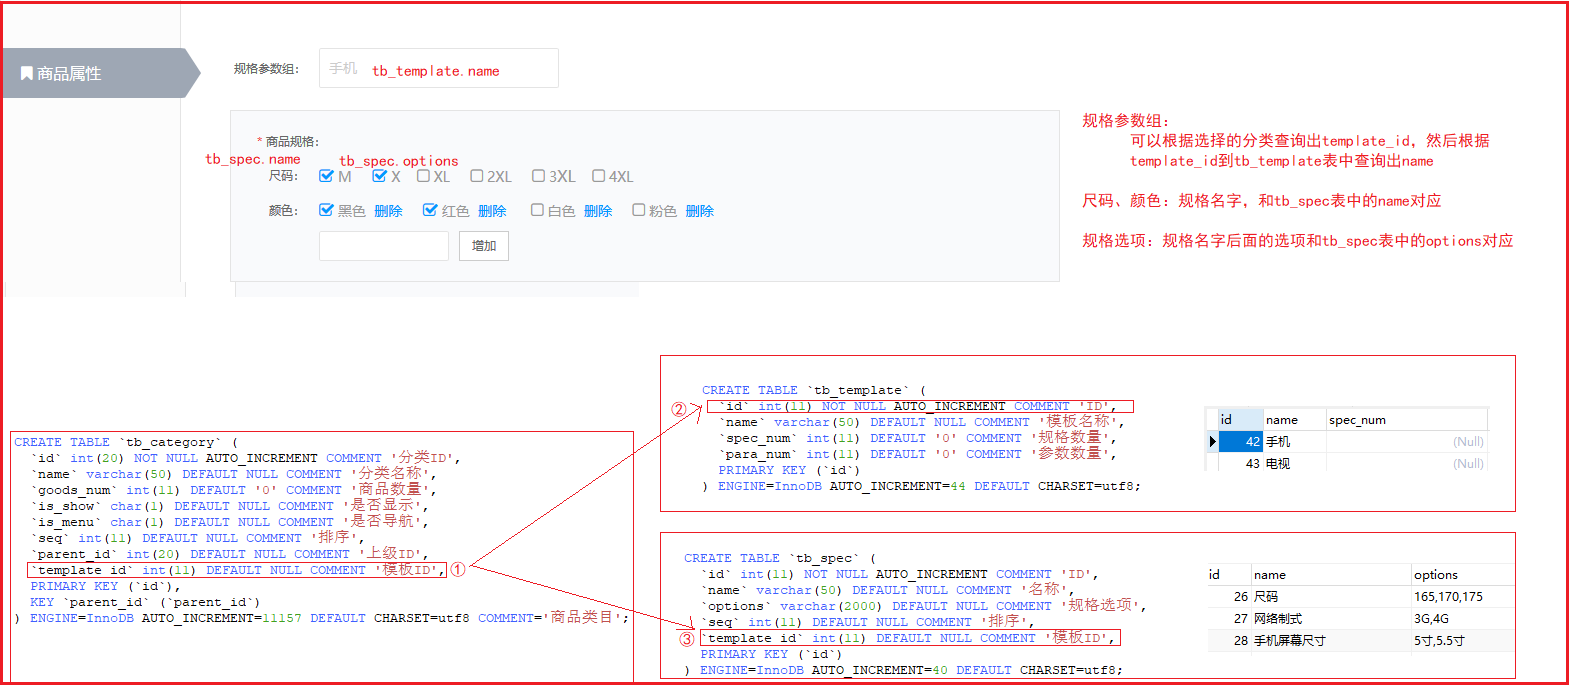 商品属性
规格参数组:
手机 tb_template.name
* 商品规格:
tb_spec.name
tb_spec.options
尺码: M X XL 2XL 3XL 4XL
颜色: 黑色 删除 红色 删除 白色 删除 粉色 删除
增加
规格参数组:
可以根据选择的分类查询出template_id, 然后根据
template_id到tb_template表中查询出name
尺码、颜色: 规格名字, 和tb_spec表中的name对应
规格选项: 规格名字后面的选项和tb_spec表中的options对应
CREATE TABLE `tb_category` (
`id` int(20) NOT NULL AUTO_INCREMENT COMMENT '分类ID',
`name` varchar(50) DEFAULT NULL COMMENT '分类名称',
`goods_num` int(11) DEFAULT '0' COMMENT '商品数量',
`is_show` char(1) DEFAULT NULL COMMENT '是否显示',
`is_menu` char(1) DEFAULT NULL COMMENT '是否导航',
`seq` int(11) DEFAULT NULL COMMENT '排序',
`parent_id` int(20) DEFAULT NULL COMMENT '上级ID',
`template_id` int(11) DEFAULT NULL COMMENT '模板ID', ①
PRIMARY KEY (`id`),
KEY `parent_id` (`parent_id`)
) ENGINE=InnoDB AUTO_INCREMENT=11157 DEFAULT CHARSET=utf8 COMMENT='商品类目';
CREATE TABLE `tb_template` (
② `id` int(11) NOT NULL AUTO_INCREMENT COMMENT 'ID',
`name` varchar(50) DEFAULT NULL COMMENT '模板名称',
`spec_num` int(11) DEFAULT '0' COMMENT '规格数量',
`para_num` int(11) DEFAULT '0' COMMENT '参数数量',
PRIMARY KEY (`id`)
) ENGINE=InnoDB AUTO_INCREMENT=44 DEFAULT CHARSET=utf8;
id name spec_num
42 手机 (Null)
43 电视 (Null)
CREATE TABLE `tb_spec` (
`id` int(11) NOT NULL AUTO_INCREMENT COMMENT 'ID',
`name` varchar(50) DEFAULT NULL COMMENT '名称',
`options` varchar(2000) DEFAULT NULL COMMENT '规格选项',
`seq` int(11) DEFAULT NULL COMMENT '排序',
③ `template_id` int(11) DEFAULT NULL COMMENT '模板ID',
PRIMARY KEY (`id`)
) ENGINE=InnoDB AUTO_INCREMENT=40 DEFAULT CHARSET=utf8;
id name options
26 尺码 165,170,175
27 网络制式 3G,4G
28 手机屏幕尺寸 5寸,5.5寸